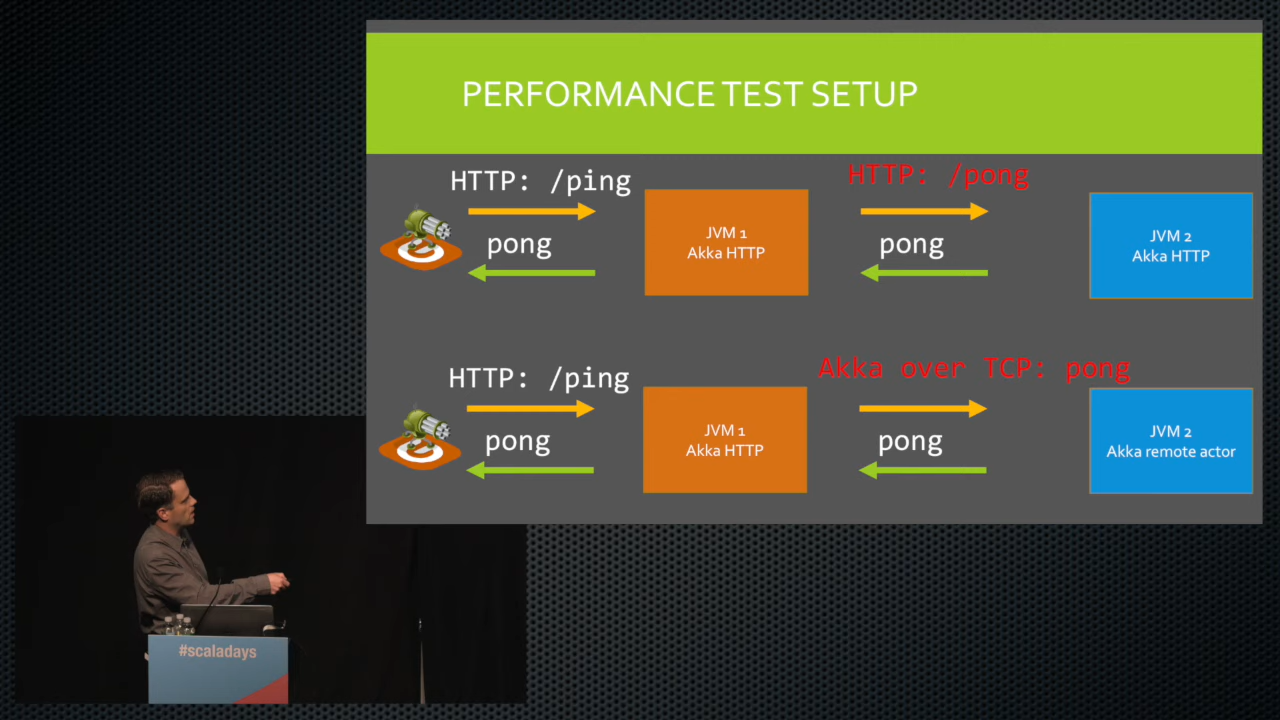 PERFORMANCE TEST SETUP
HTTP: /ping
HTTP: /pong
pong
JVM 1
Akka HTTP
pong
JVM 2
Akka HTTP
HTTP: /ping
Akka over TCP: pong
pong
JVM 1
Akka HTTP
pong
JVM 2
Akka remote actor
#scaladays